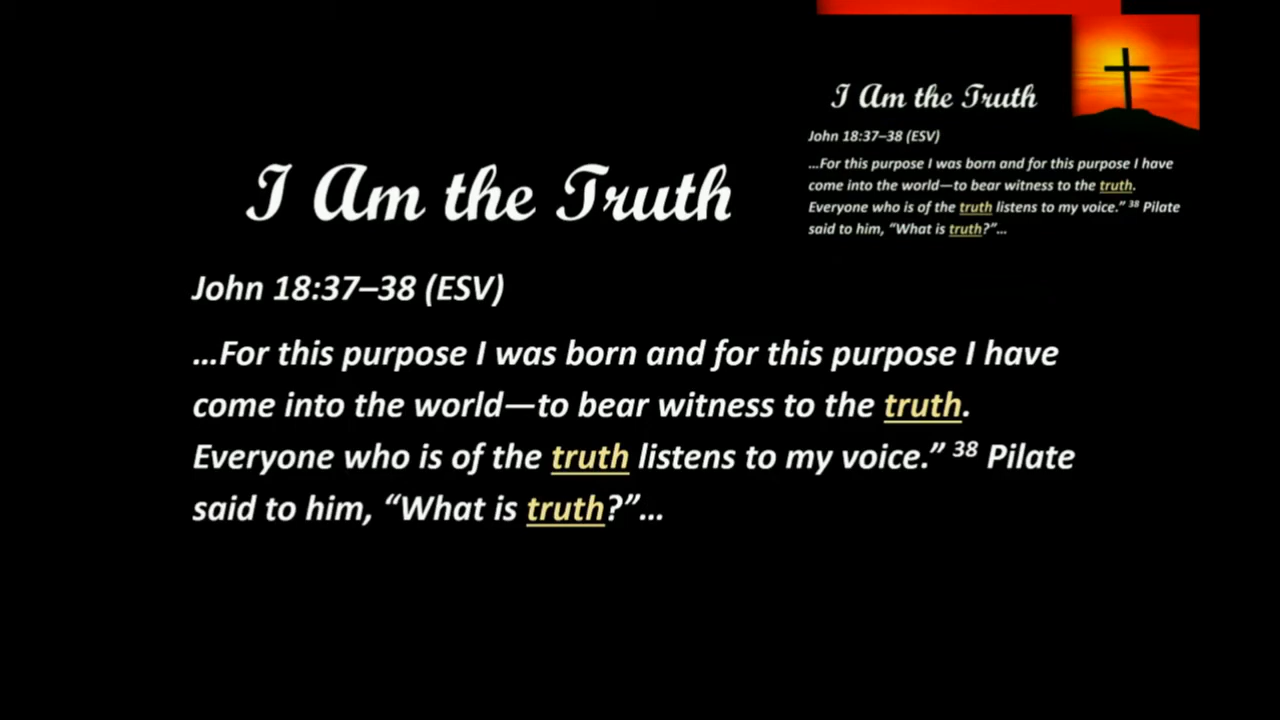 I Am the Truth
John 18:37–38 (ESV)
…For this purpose I was born and for this purpose I have
come into the world—to bear witness to the truth.
Everyone who is of the truth listens to my voice.” ³⁸ Pilate
said to him, “What is truth?”…
I Am the Truth
John 18:37–38 (ESV)
…For this purpose I was born and for this purpose I have
come into the world—to bear witness to the truth.
Everyone who is of the truth listens to my voice.” ³⁸ Pilate
said to him, “What is truth?”…